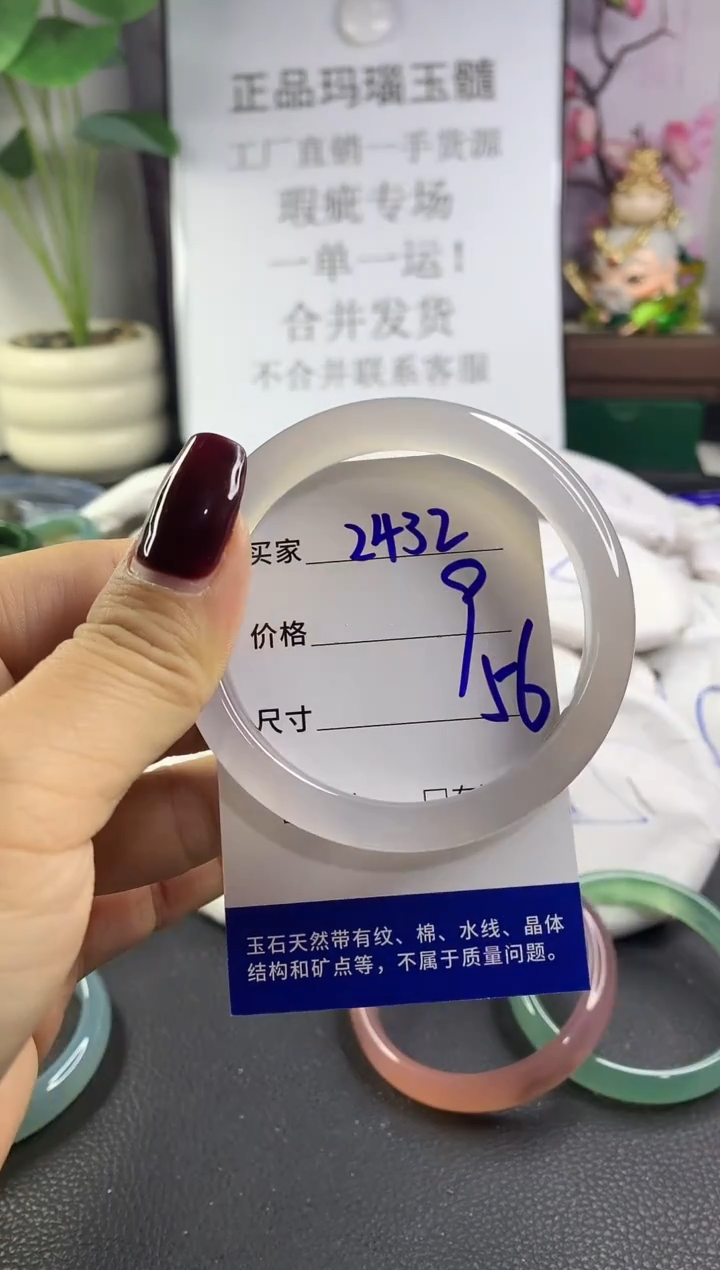 正品玛瑙玉髓
工厂直销一手货源
瑕疵专场
一单一运！
合并发货
不合并联系客服
买家 2432
价格 9
尺寸 56
玉石天然带有纹、棉、水线、晶体
结构和矿点等，不属于质量问题。